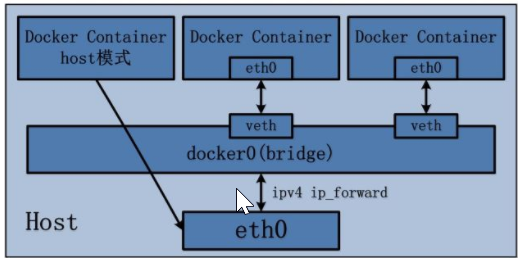 Docker Container
host模式
Docker Container
eth0
Docker Container
eth0
veth
veth
docker0(bridge)
ipv4 ip_forward
Host
eth0